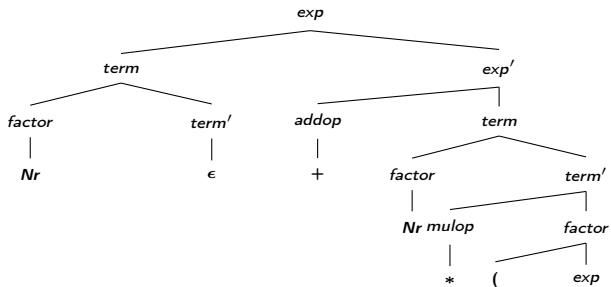 exp
term exp′
factor term′ addop term
Nr ϵ + factor term′
Nr mulop factor
* ( exp